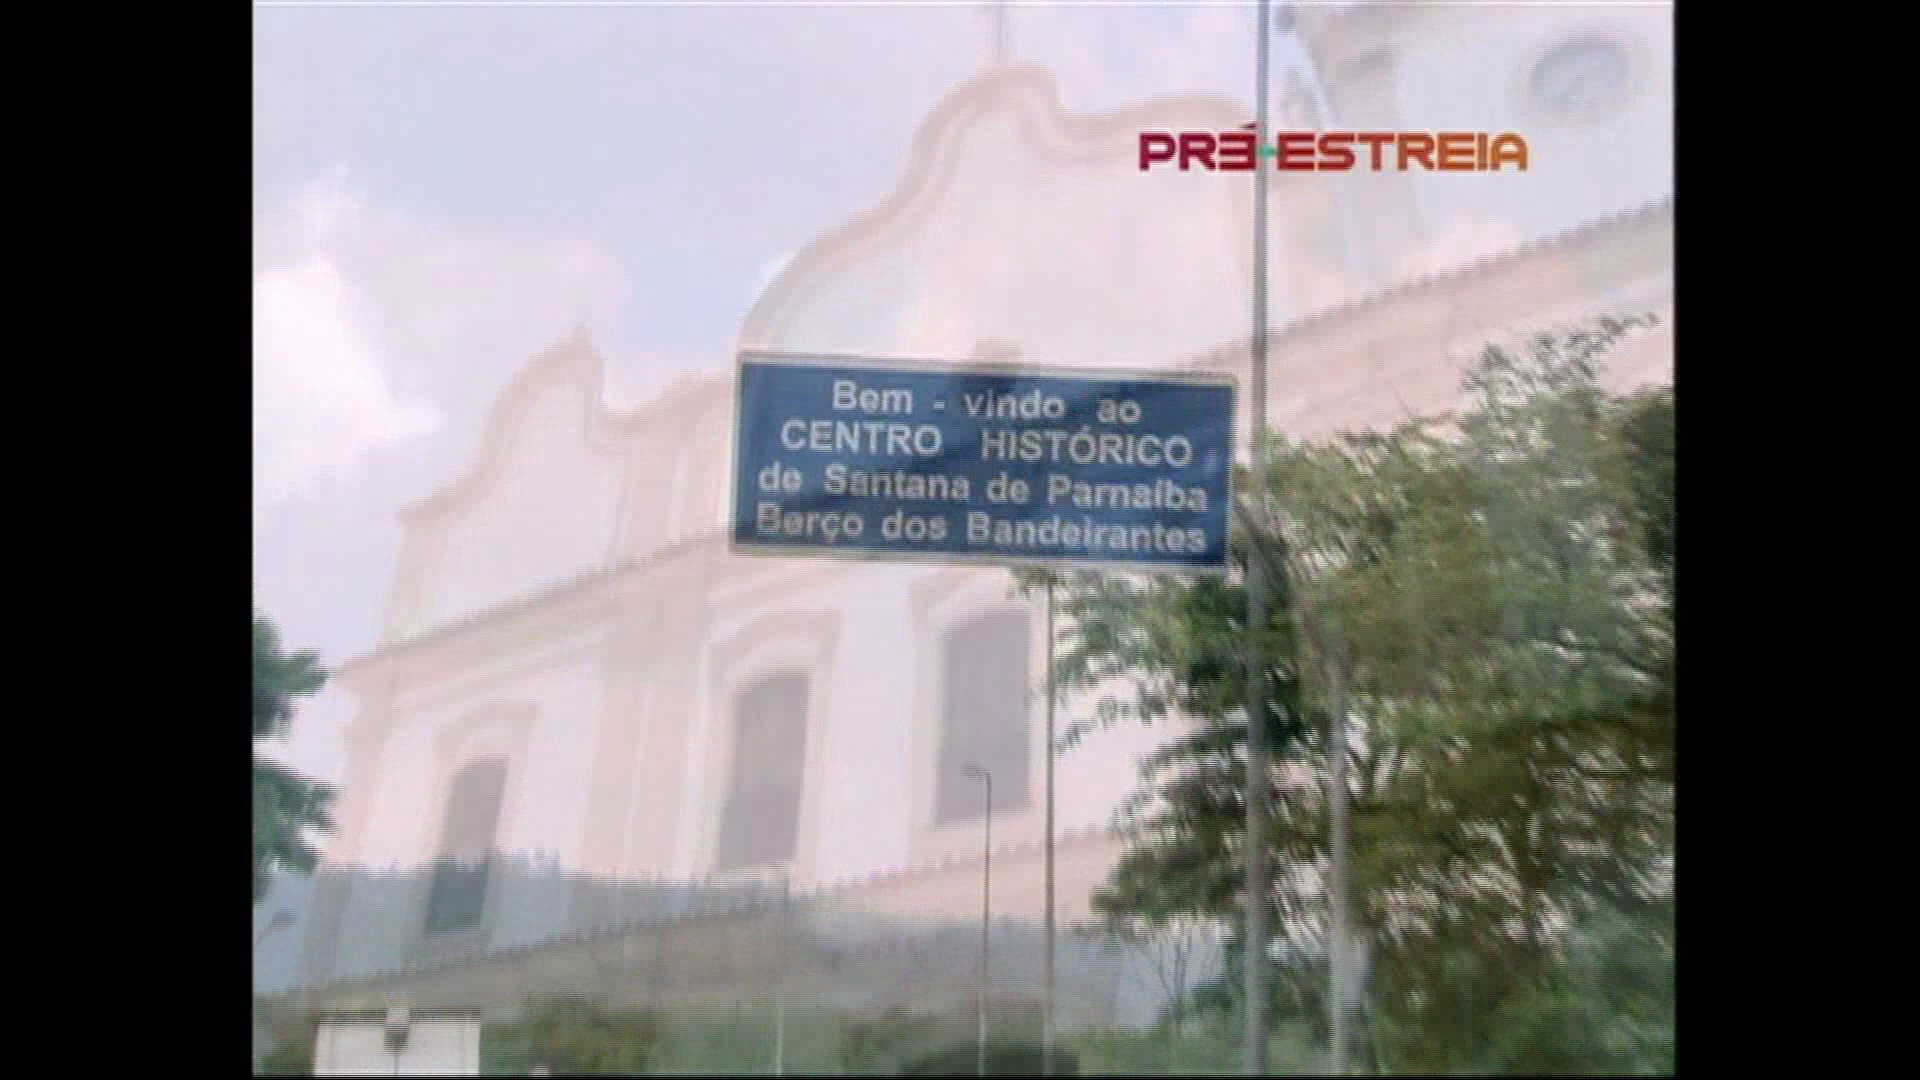 PRÉ-ESTREIA
Bem - vindo ao
CENTRO HISTÓRICO
de Santana de Parnaíba
Berço dos Bandeirantes